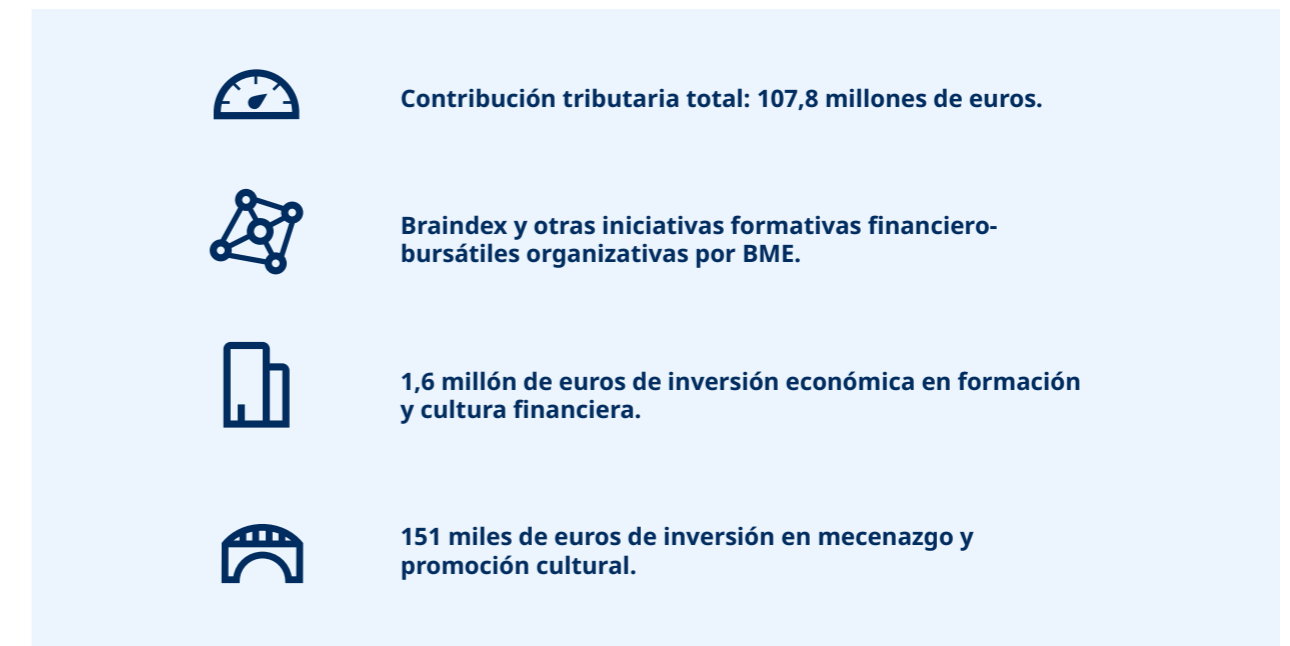 Contribución tributaria total: 107,8 millones de euros.
Braindex y otras iniciativas formativas financiero-
bursátiles organizativas por BME.
1,6 millón de euros de inversión económica en formación
y cultura financiera.
151 miles de euros de inversión en mecenazgo y
promoción cultural.